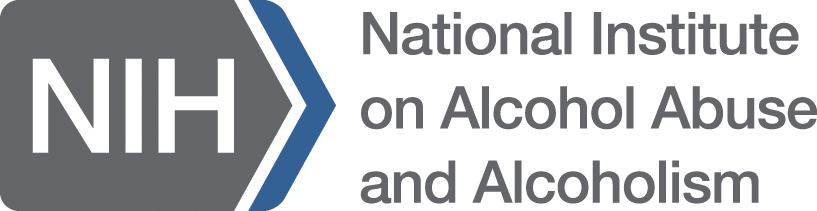 NIH
National Institute
on Alcohol Abuse
and Alcoholism